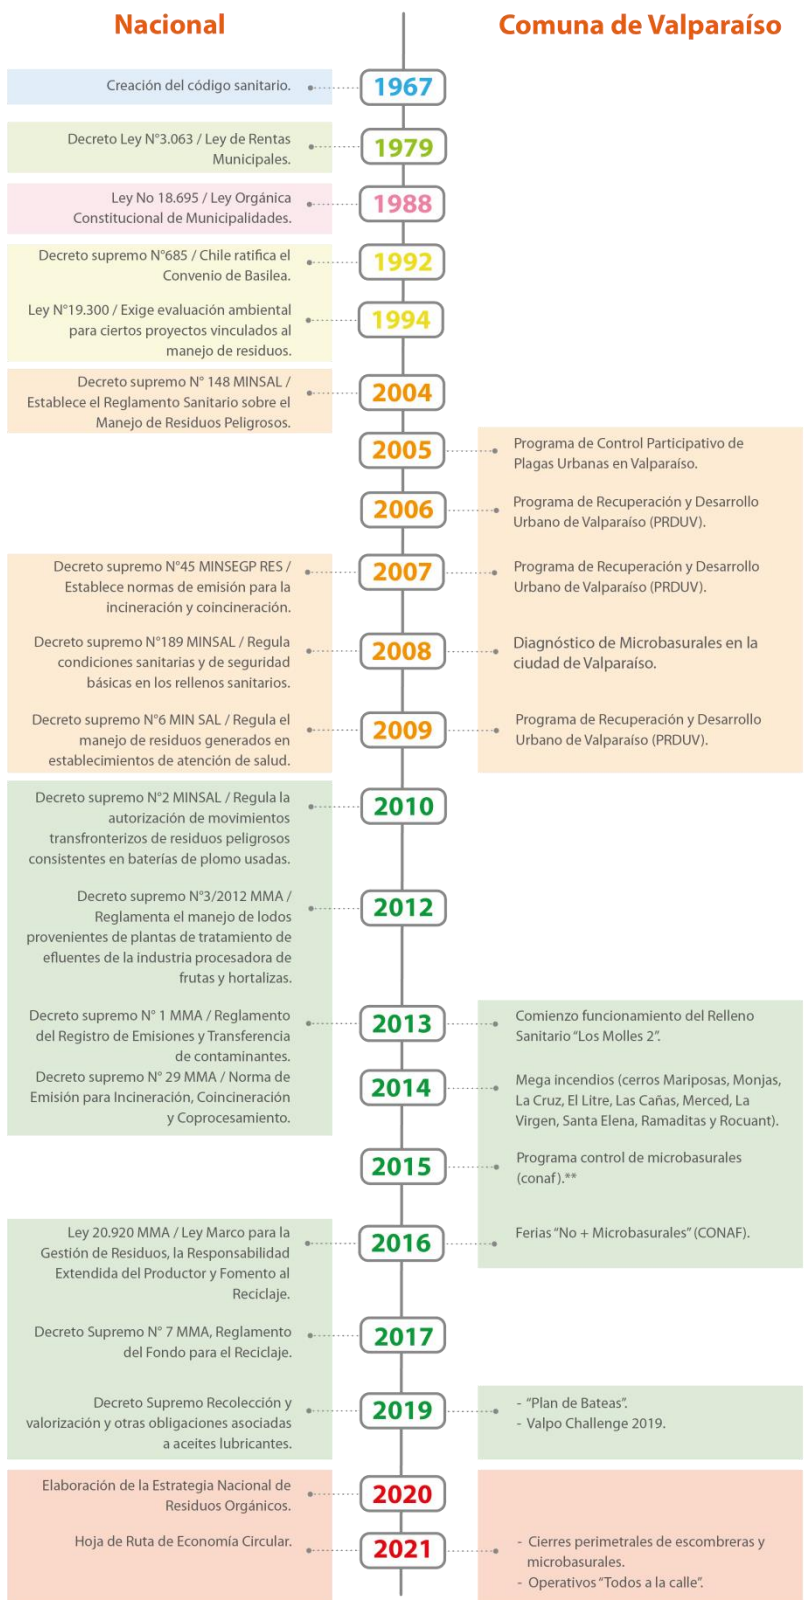 Nacional
Comuna de Valparaíso
Creación del código sanitario.
1967
Decreto Ley N°3.063 / Ley de Rentas
Municipales.
1979
Ley No 18.695 / Ley Orgánica
Constitucional de Municipalidades.
1988
Decreto supremo N°685 / Chile ratifica el
Convenio de Basilea.
1992
Ley N°19.300 / Exige evaluación ambiental
para ciertos proyectos vinculados al
manejo de residuos.
1994
Decreto supremo N° 148 MINSAL /
Establece el Reglamento Sanitario sobre el
Manejo de Residuos Peligrosos.
2004
2005
Programa de Control Participativo de
Plagas Urbanas en Valparaíso.
2006
Programa de Recuperación y Desarrollo
Urbano de Valparaíso (PRDUV).
Decreto supremo N°45 MINSEGP RES /
Establece normas de emisión para la
incineración y coincineración.
2007
Programa de Recuperación y Desarrollo
Urbano de Valparaíso (PRDUV).
Decreto supremo N°189 MINSAL / Regula
condiciones sanitarias y de seguridad
básicas en los rellenos sanitarios.
2008
Diagnóstico de Microbasurales en la
ciudad de Valparaíso.
Decreto supremo N°6 MIN SAL / Regula el
manejo de residuos generados en
establecimientos de atención de salud.
2009
Programa de Recuperación y Desarrollo
Urbano de Valparaíso (PRDUV).
Decreto supremo N°2 MINSAL / Regula la
autorización de movimientos
transfronterizos de residuos peligrosos
consistentes en baterías de plomo usadas.
2010
Decreto supremo N°3/2012 MMA /
Reglamenta el manejo de lodos
provenientes de plantas de tratamiento de
efluentes de la industria procesadora de
frutas y hortalizas.
2012
Decreto supremo N° 1 MMA / Reglamento
del Registro de Emisiones y Transferencia
de contaminantes.
2013
Comienzo funcionamiento del Relleno
Sanitario “Los Molles 2”.
Decreto supremo N° 29 MMA / Norma de
Emisión para Incineración, Coincineración
y Coprocesamiento.
2014
Mega incendios (cerros Mariposas, Monjas,
La Cruz, El Litre, Las Cañas, Merced, La
Virgen, Santa Elena, Ramaditas y Rocuant).
2015
Programa control de microbasurales
(conaf).**
Ley 20.920 MMA / Ley Marco para la
Gestión de Residuos, la Responsabilidad
Extendida del Productor y Fomento al
Reciclaje.
2016
Ferias “No + Microbasurales” (CONAF).
Decreto Supremo N° 7 MMA, Reglamento
del Fondo para el Reciclaje.
2017
Decreto Supremo Recolección y
valorización y otras obligaciones asociadas
a aceites lubricantes.
2019
- “Plan de Bateas”.
- Valpo Challenge 2019.
Elaboración de la Estrategia Nacional de
Residuos Orgánicos.
2020
Hoja de Ruta de Economía Circular.
2021
- Cierres perimetrales de escombreras y
microbasurales.
- Operativos “Todos a la calle”.